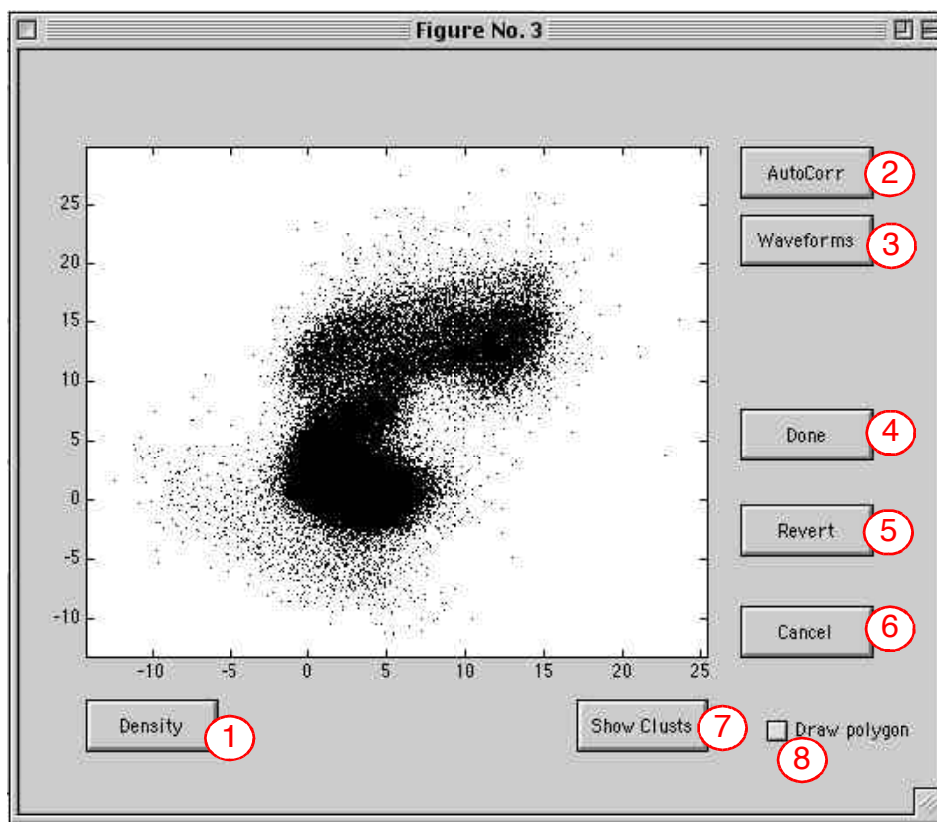 Figure No. 3
AutoCorr
2
Waveforms
3
25
20
15
10
5
0
-5
-10
-10
-5
0
5
10
15
20
25
Done
4
Revert
5
Cancel
6
Density
1
Show Clusts
7
Draw polygon
8